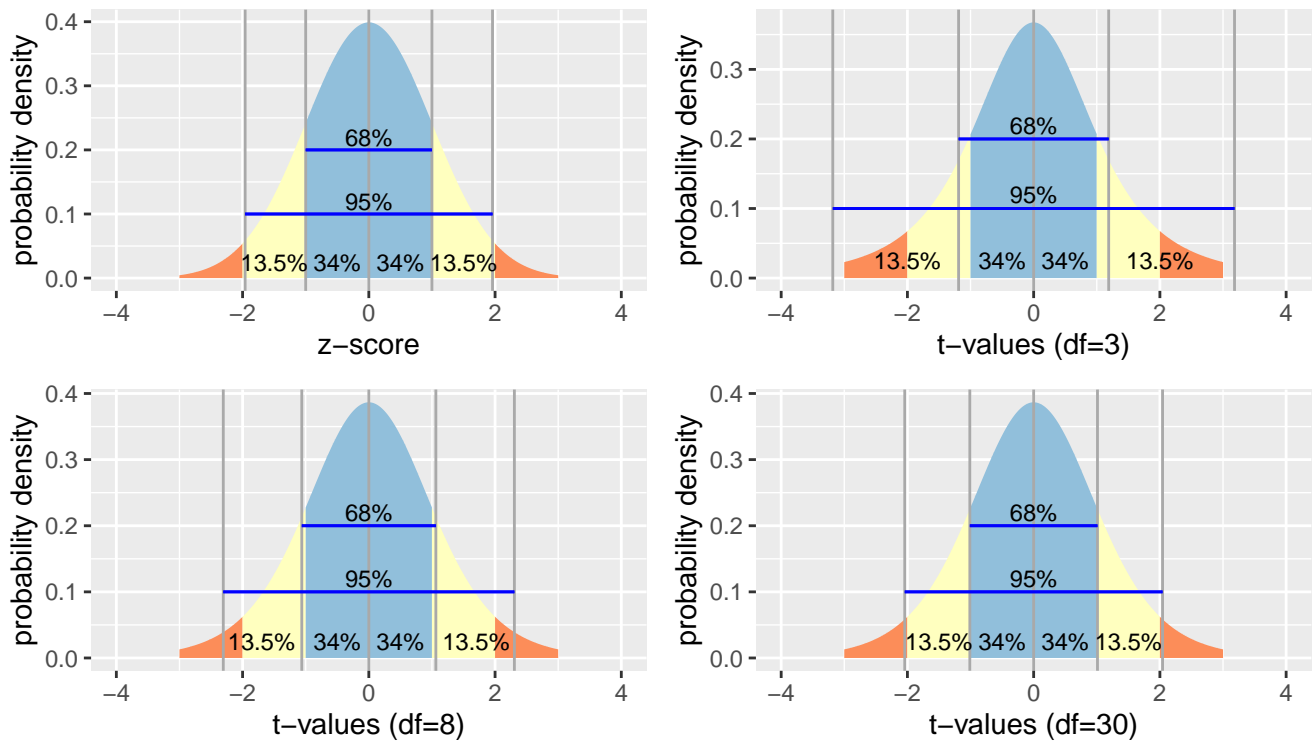 probability density
0.4
0.3
0.2
0.1
0.0
68%
95%
13.5% 34% 34% 13.5%
−4 −2 0 2 4
z−score
probability density
0.3
0.2
0.1
0.0
68%
95%
13.5% 34% 34% 13.5%
−4 −2 0 2 4
t−values (df=3)
probability density
0.4
0.3
0.2
0.1
0.0
68%
95%
13.5% 34% 34% 13.5%
−4 −2 0 2 4
t−values (df=8)
probability density
0.4
0.3
0.2
0.1
0.0
68%
95%
13.5% 34% 34% 13.5%
−4 −2 0 2 4
t−values (df=30)